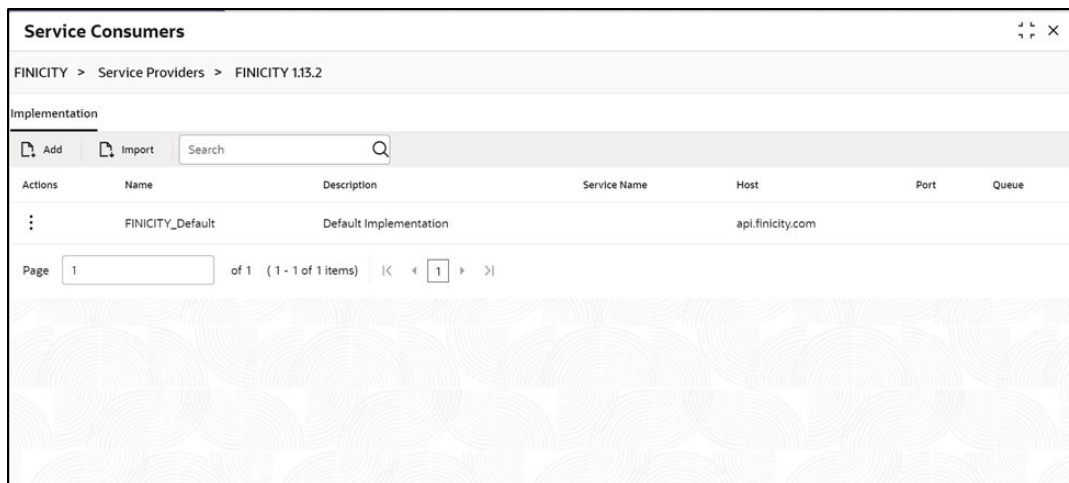 Service Consumers
FINICITY > Service Providers > FINICITY 1.13.2
Implementation
Add Import Search
Actions Name Description Service Name Host Port Queue
FINICITY_Default Default Implementation api.finicity.com
Page 1 of 1 ( 1 - 1 of 1 items) 1